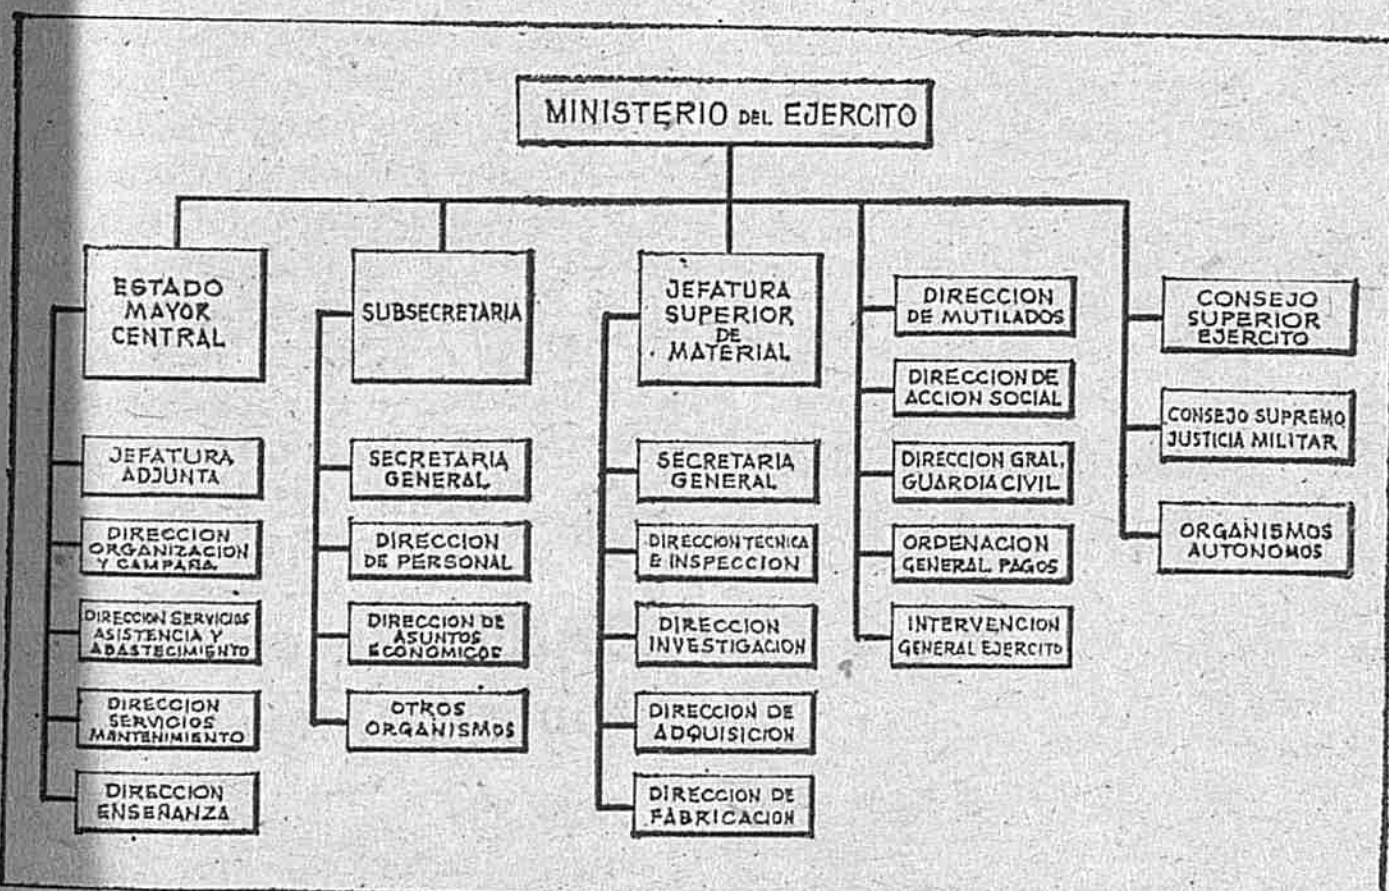 MINISTERIO DEL EJERCITO
ESTADO
MAYOR
CENTRAL
JEFATURA
ADJUNTA
DIRECCION
ORGANIZACION
Y CAMPAÑA
DIRECCION SERVICIOS
ASISTENCIA Y
ABASTECIMIENTO
DIRECCION
SERVICIOS
MANTENIMIENTO
DIRECCION
ENSEÑANZA
SUBSECRETARIA
SECRETARIA
GENERAL
DIRECCION
DE PERSONAL
DIRECCION DE
ASUNTOS
ECONOMICOS
OTROS
ORGANISMOS
JEFATURA
SUPERIOR
DE
MATERIAL
SECRETARIA
GENERAL
DIRECCION TECNICA
E INSPECCION
DIRECCION
INVESTIGACION
DIRECCION DE
ADQUISICION
DIRECCION DE
FABRICACION
DIRECCION
DE MUTILADOS
DIRECCION DE
ACCION SOCIAL
DIRECCION GRAL.
GUARDIA CIVIL
ORDENACION
GENERAL PAGOS
INTERVENCION
GENERAL EJERCITO
CONSEJO
SUPERIOR
EJERCITO
CONSEJO SUPREMO
JUSTICIA MILITAR
ORGANISMOS
AUTONOMOS